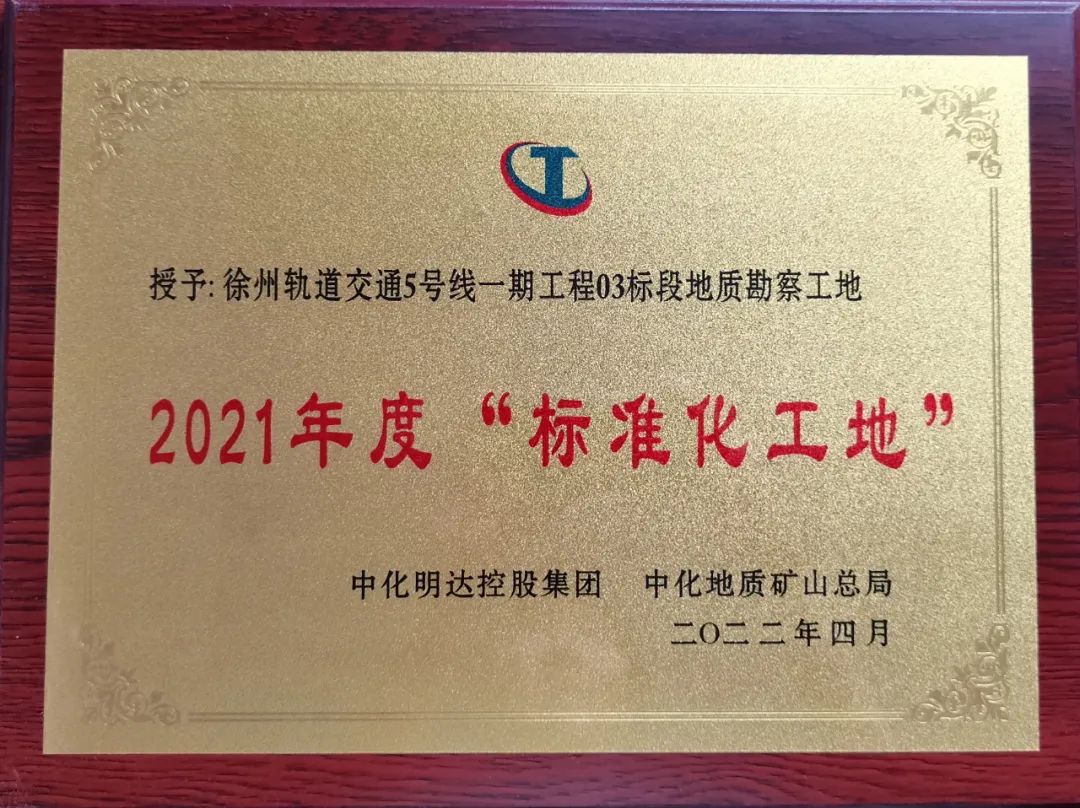 授予: 徐州轨道交通5号线一期工程03标段地质勘察工地
2021年度“标准化工地”
中化明达控股集团 中化地质矿山总局
二〇二二年四月